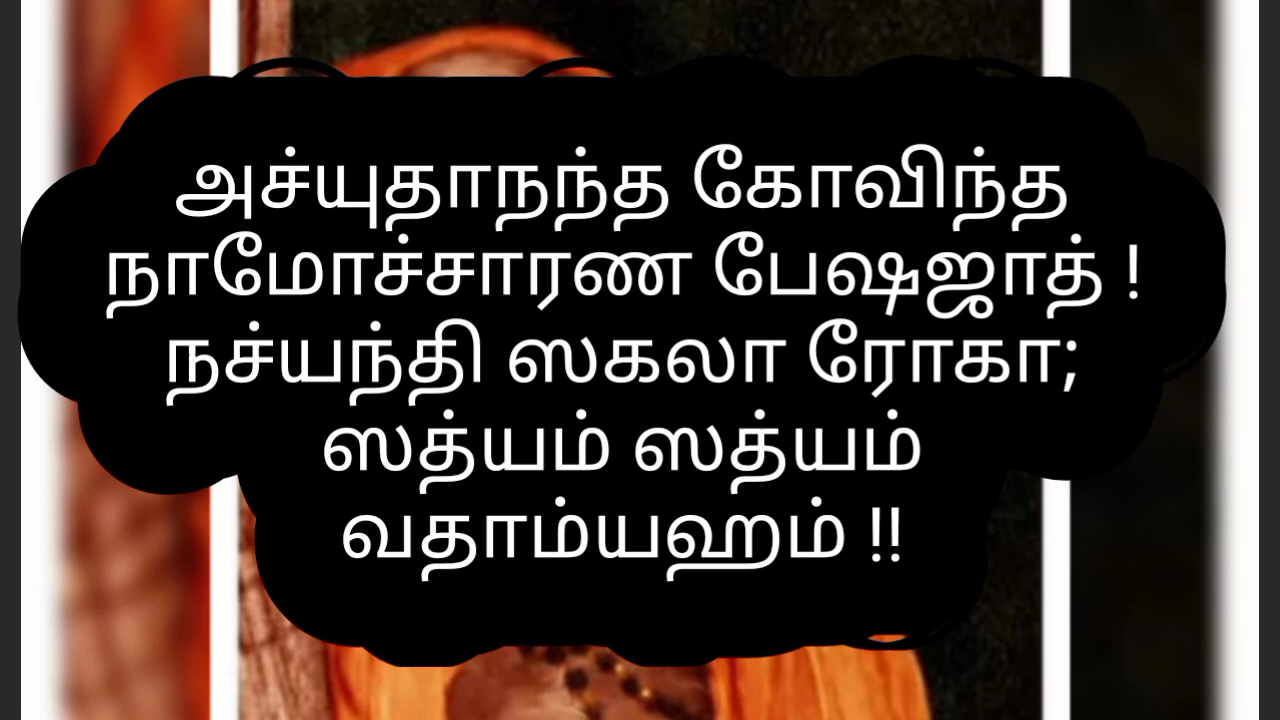 அச்யுதாநந்த கோவிந்த
நாமோச்சாரண பேஷஜாத் !
நச்யந்தி ஸகலா ரோகா;
ஸத்யம் ஸத்யம்
வதாம்யஹம் !!